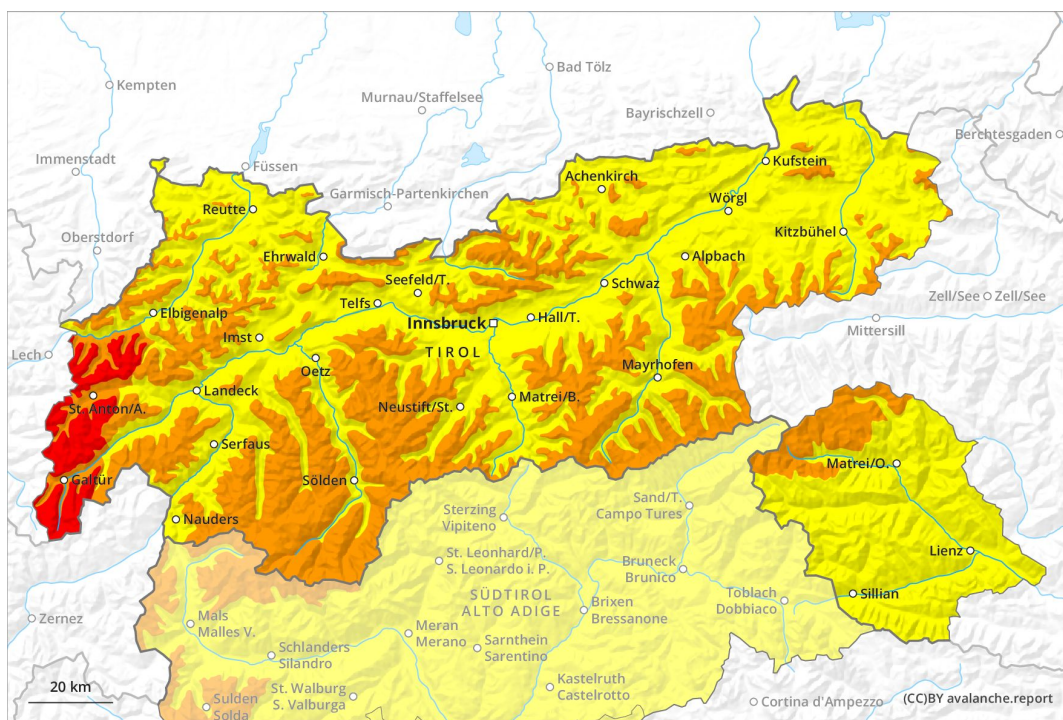 Kempten
Bad Tölz
Murnau/Staffelsee
Bayrischzell
Berchtesgaden
Immenstadt
Füssen
Kufstein
Achenkirch
Garmisch-Partenkirchen
Wörgl
Reutte
Oberstdorf
Kitzbühel
Ehrwald
Alpbach
Seefeld/T.
Schwaz
Zell/See
Zell/See
Telfs
Elbigenalp
Innsbruck
Hall/T.
Mittersill
Imst
Lech
TIROL
Oetz
Mayrhofen
Landeck
Matrei/B.
St. Anton/A.
Neustift/St.
Serfaus
Matrei/O.
Galtür
Sölden
Sand/T.
Campo Tures
Sterzing
Vipiteno
Nauders
Lienz
St. Leonhard/P.
S. Leonardo i. P.
Bruneck
Brunico
SÜDTIROL
ALTO ADIGE
Sillian
Toblach
Dobbiaco
Brixen
Bressanone
Zernez
Mals
Malles V.
Meran
Merano
Sarnthein
Sarentino
Schlanders
Silandro
Kastelruth
Castelrotto
St. Walburg
S. Valburga
20 km
Sulden
Solda
Cortina d'Ampezzo
(CC)BY avalanche.report